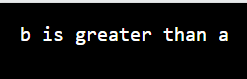 b is greater than a